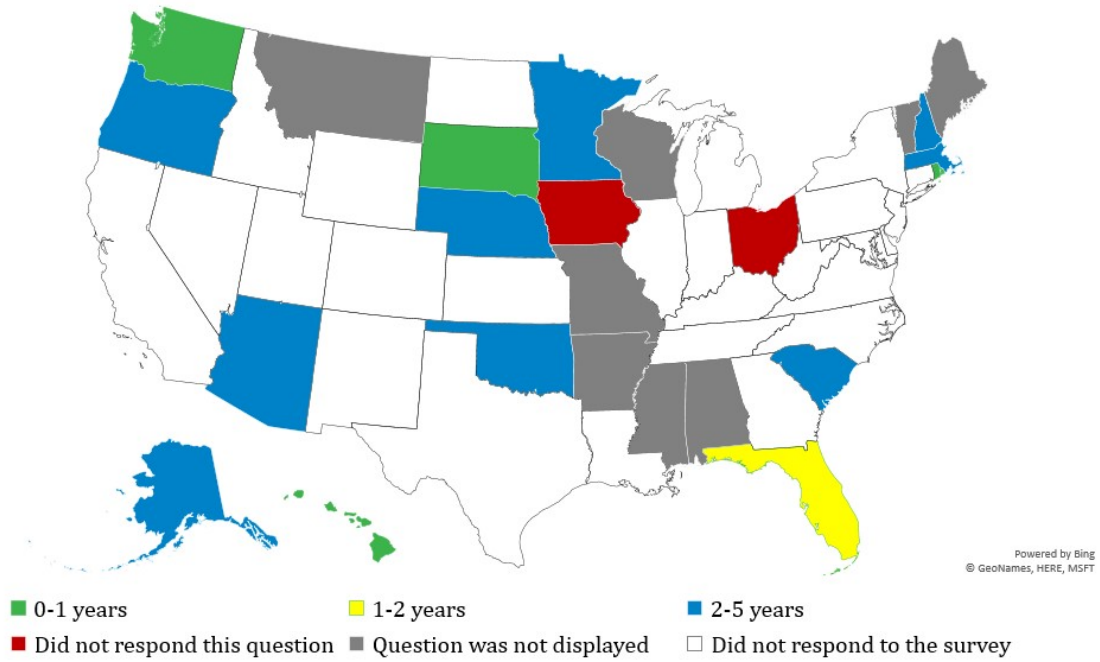 Powered by Bing
© GeoNames, HERE, MSFT
0-1 years
1-2 years
2-5 years
Did not respond this question
Question was not displayed
Did not respond to the survey